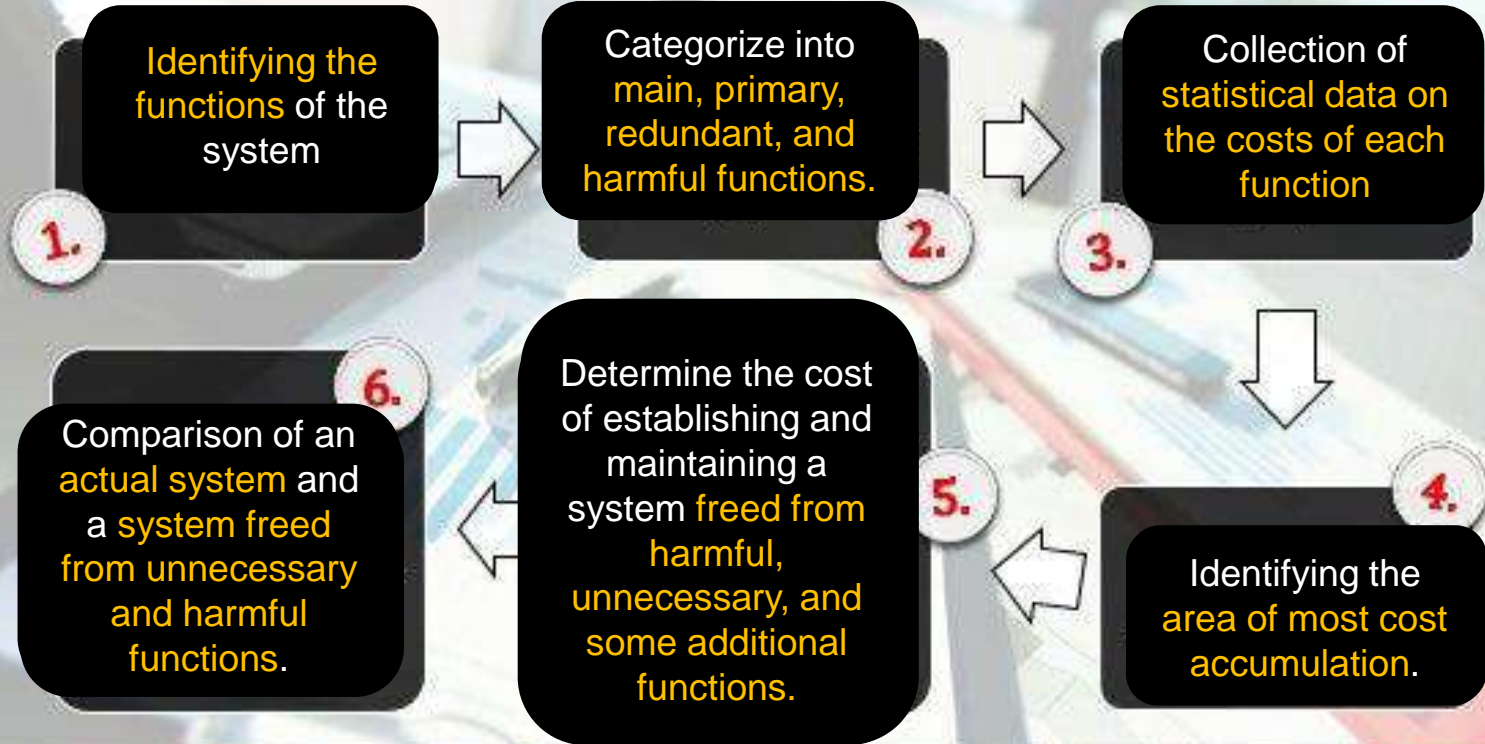 Identifying the
functions of the
system
1.
Categorize into
main, primary,
redundant, and
harmful functions.
2.
Collection of
statistical data on
the costs of each
function
3.
Identifying the
area of most cost
accumulation.
4.
Determine the cost
of establishing and
maintaining a
system freed from
harmful,
unnecessary, and
some additional
functions.
5.
Comparison of an
actual system and
a system freed
from unnecessary
and harmful
functions.
6.